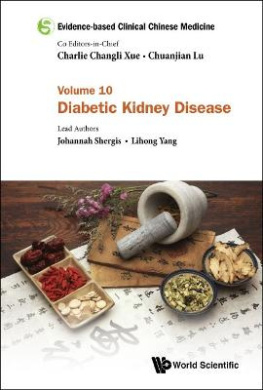 Evidence-based Clinical Chinese Medicine
Co Editors-in-Chief
Charlie Changli Xue · Chuanjian Lu
Volume 10
Diabetic Kidney Disease
Lead Authors
Johannah Shergis · Lihong Yang
World Scientific